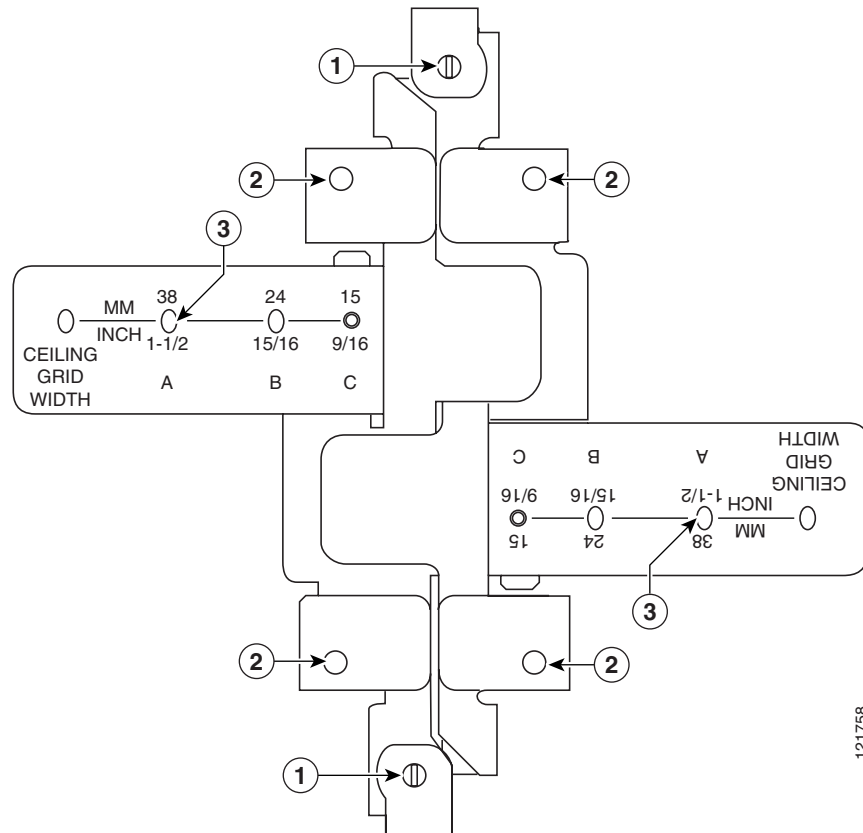 1
2
2
3
38
24
15
MM
INCH
1-1/2
15/16
9/16
CEILING
GRID
WIDTH
A
B
C
CEILING
GRID
WIDTH
A
B
C
1-1/2
15/16
9/16
INCH
MM
38
24
15
3
2
2
1
121758